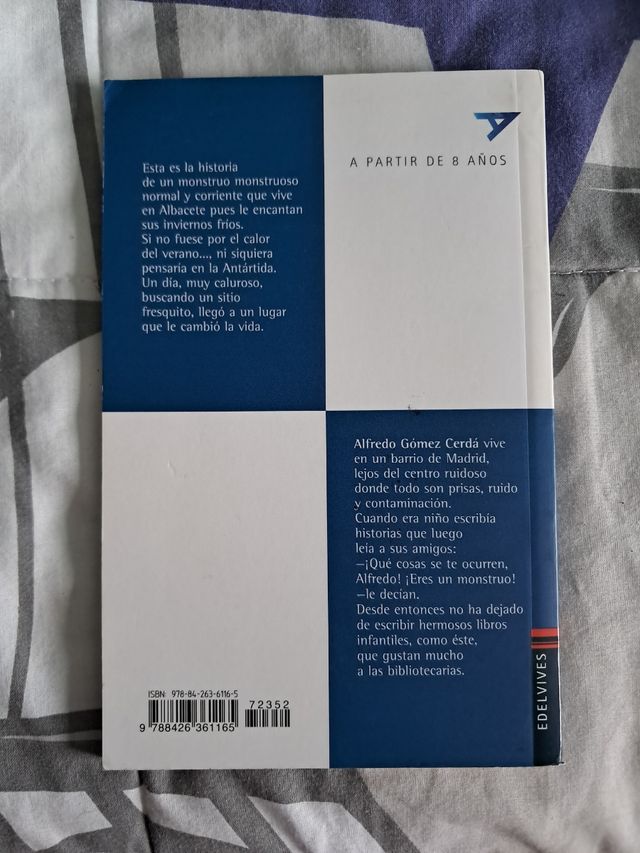 A PARTIR DE 8 AÑOS
Esta es la historia
de un monstruo monstruoso
normal y corriente que vive
en Albacete pues le encantan
sus inviernos fríos.
Si no fuese por el calor
del verano..., ni siquiera
pensaría en la Antártida.
Un día, muy caluroso,
buscando un sitio
fresquito, llegó a un lugar
que le cambió la vida.
Alfredo Gómez Cerdá vive
en un barrio de Madrid,
lejos del centro ruidoso
donde todo son prisas, ruido
y contaminación.
Cuando era niño escribía
historias que luego
leía a sus amigos:
—¡Qué cosas se te ocurren,
Alfredo! ¡Eres un monstruo!
—le decían.
Desde entonces no ha dejado
de escribir hermosos libros
infantiles, como éste,
que gustan mucho
a las bibliotecarias.
EDELVIVES
ISBN: 978-84-263-6116-5
72352
9 788426 361165